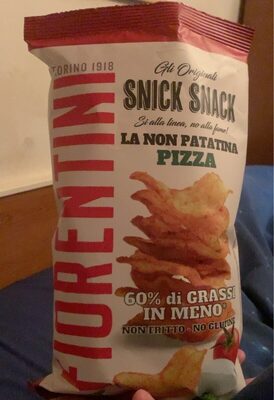 TORINO 1918
FIORENTINI
Gli Originali
SNICK SNACK
Sì alla linea, no alla fame!
LA NON PATATINA
PIZZA
60% di GRASSI
IN MENO*
NON FRITTO - NO GLUTINE